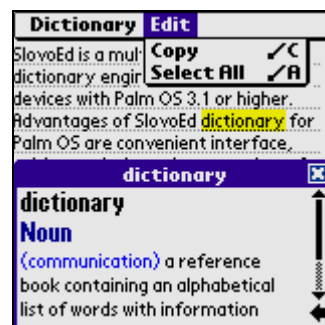 Dictionary Edit
SlovoEd is a mul
Copy /C
dictionary engir
Select All /A
devices with Palm OS 3.1 or higher.
Advantages of SlovoEd dictionary for
Palm OS are convenient interface,
dictionary
dictionary
Noun
(communication) a reference
book containing an alphabetical
list of words with information